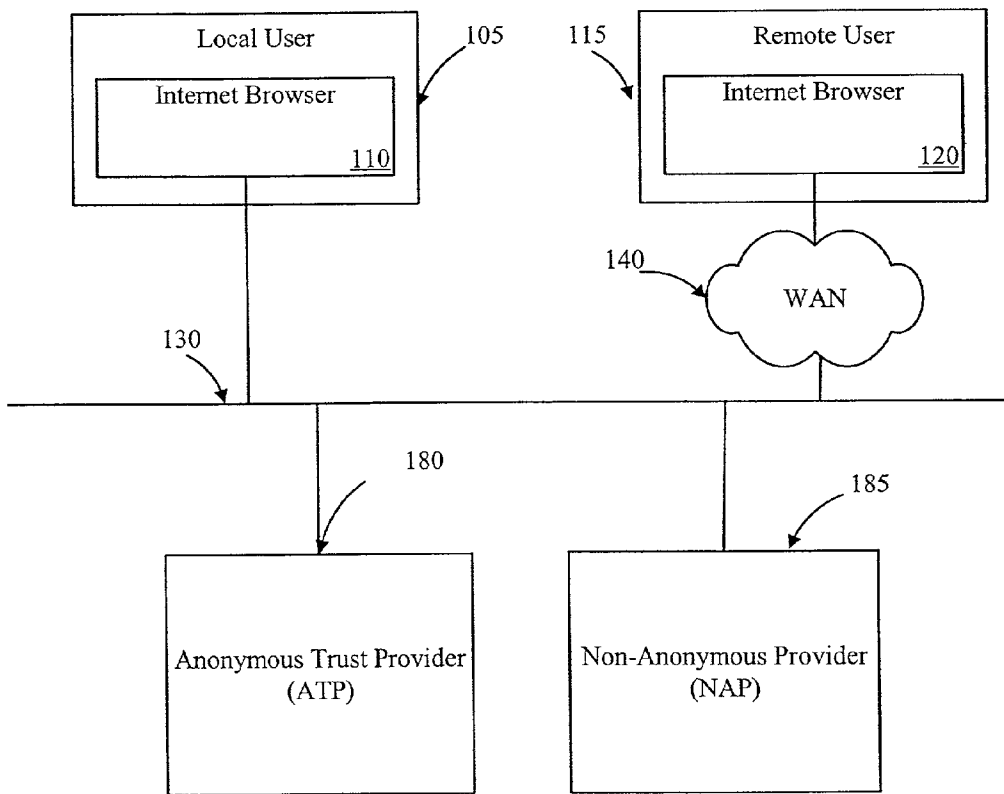 Local User
Internet Browser
110
105
115
Remote User
Internet Browser
120
140
WAN
130
180
185
Anonymous Trust Provider
(ATP)
Non-Anonymous Provider
(NAP)